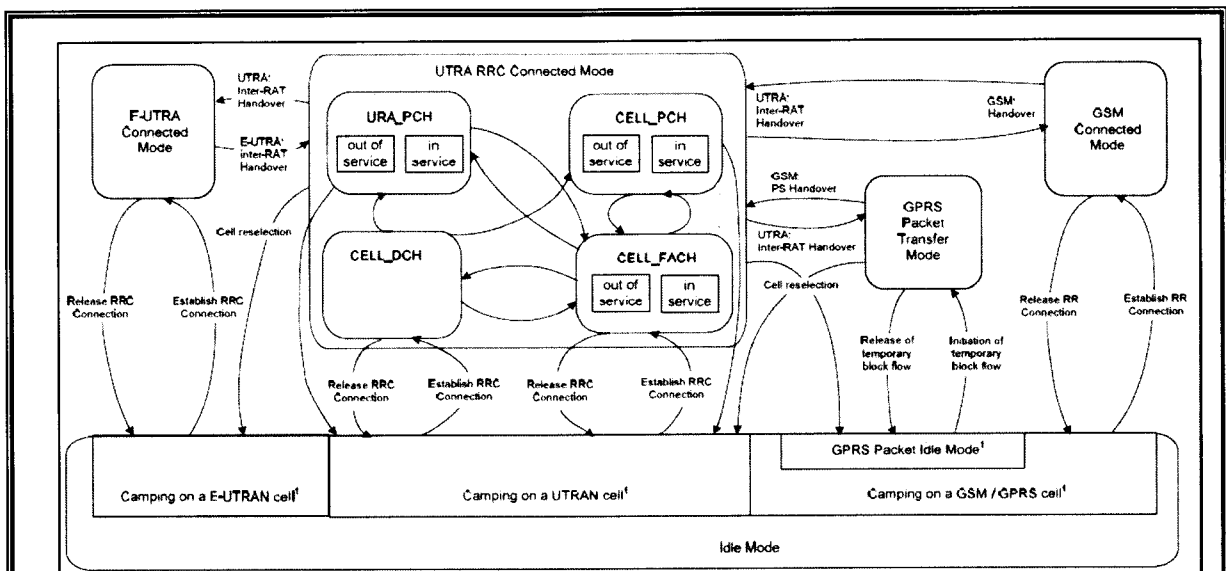 UTRA RRC Connected Mode
E-UTRA
Connected
Mode
UTRA:
Inter-RAT
Handover
E-UTRA:
inter-RAT
Handover
URA_PCH
out of
service
in
service
CELL_PCH
out of
service
in
service
UTRA:
Inter-RAT
Handover
GSM:
Handover
GSM
Connected
Mode
GSM:
PS Handover
GPRS
Packet
Transfer
Mode
UTRA:
Inter-RAT Handover
Cell reselection
CELL_DCH
CELL_FACH
out of
service
in
service
Cell reselection
Release RRC
Connection
Establish RRC
Connection
Release RR
Connection
Establish RR
Connection
Release of
temporary
block flow
Initiation of
temporary
block flow
Release RRC
Connection
Establish RRC
Connection
Release RRC
Connection
Establish RRC
Connection
GPRS Packet Idle Mode¹
Camping on a E-UTRAN cell¹
Camping on a UTRAN cell¹
Camping on a GSM / GPRS cell¹
Idle Mode